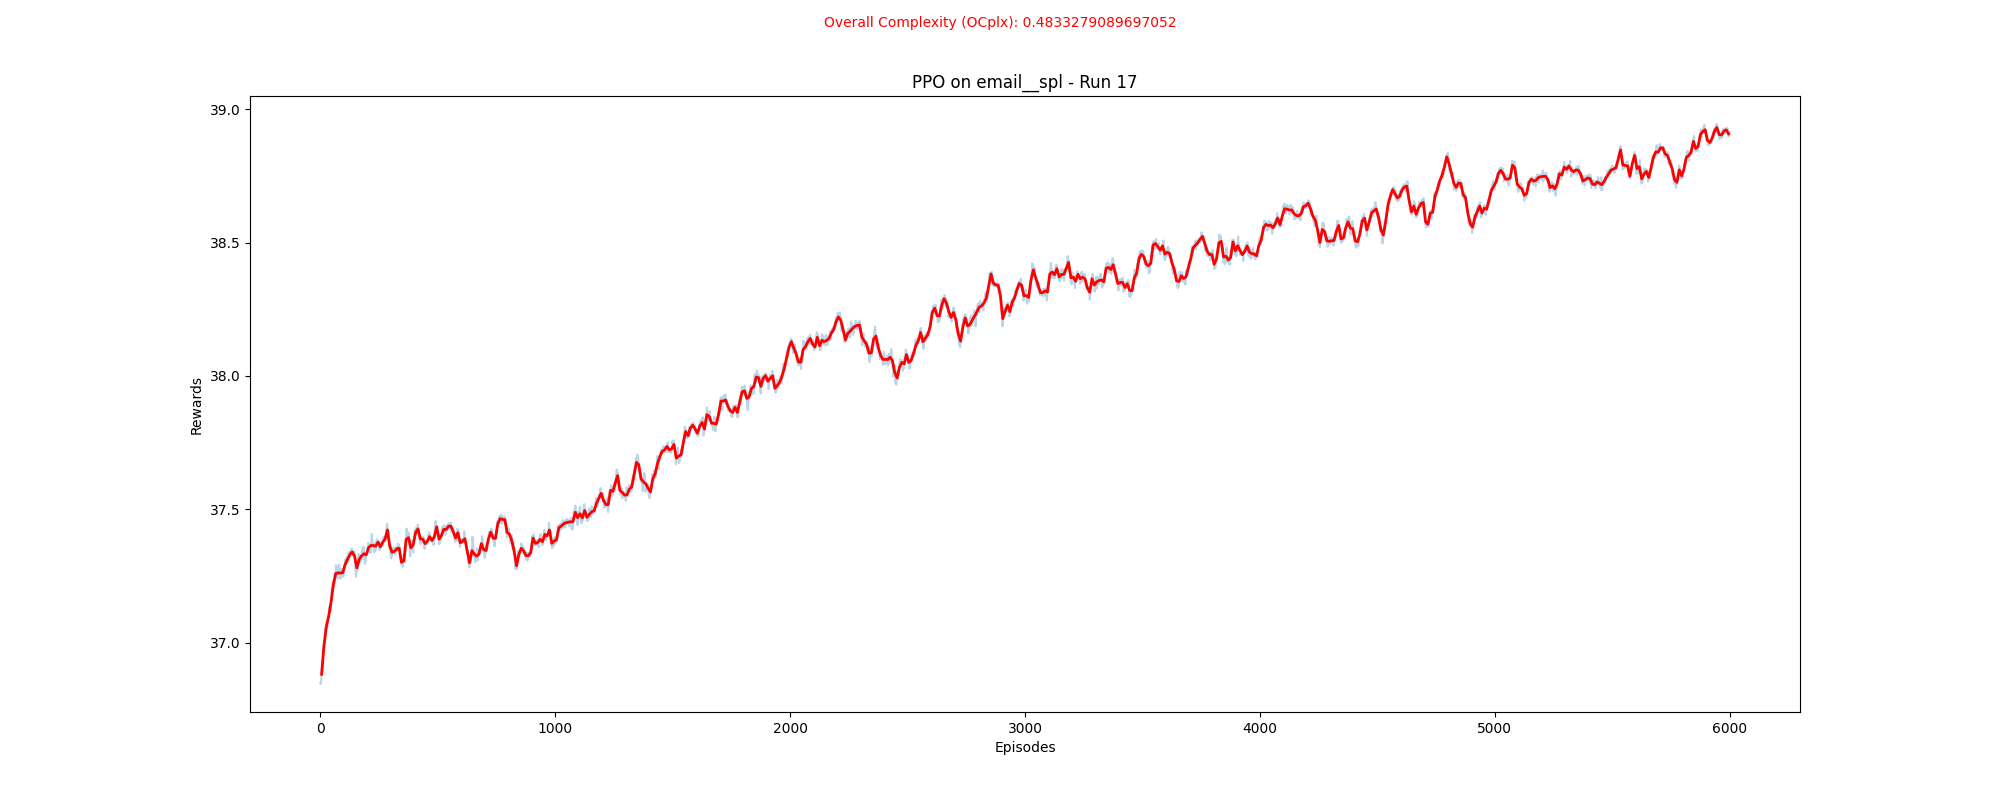 Overall Complexity (OCplx): 0.4833279089697052
PPO on email__spl - Run 17
39.0
38.5
38.0
37.5
37.0
Rewards
0 1000 2000 3000 4000 5000 6000
Episodes